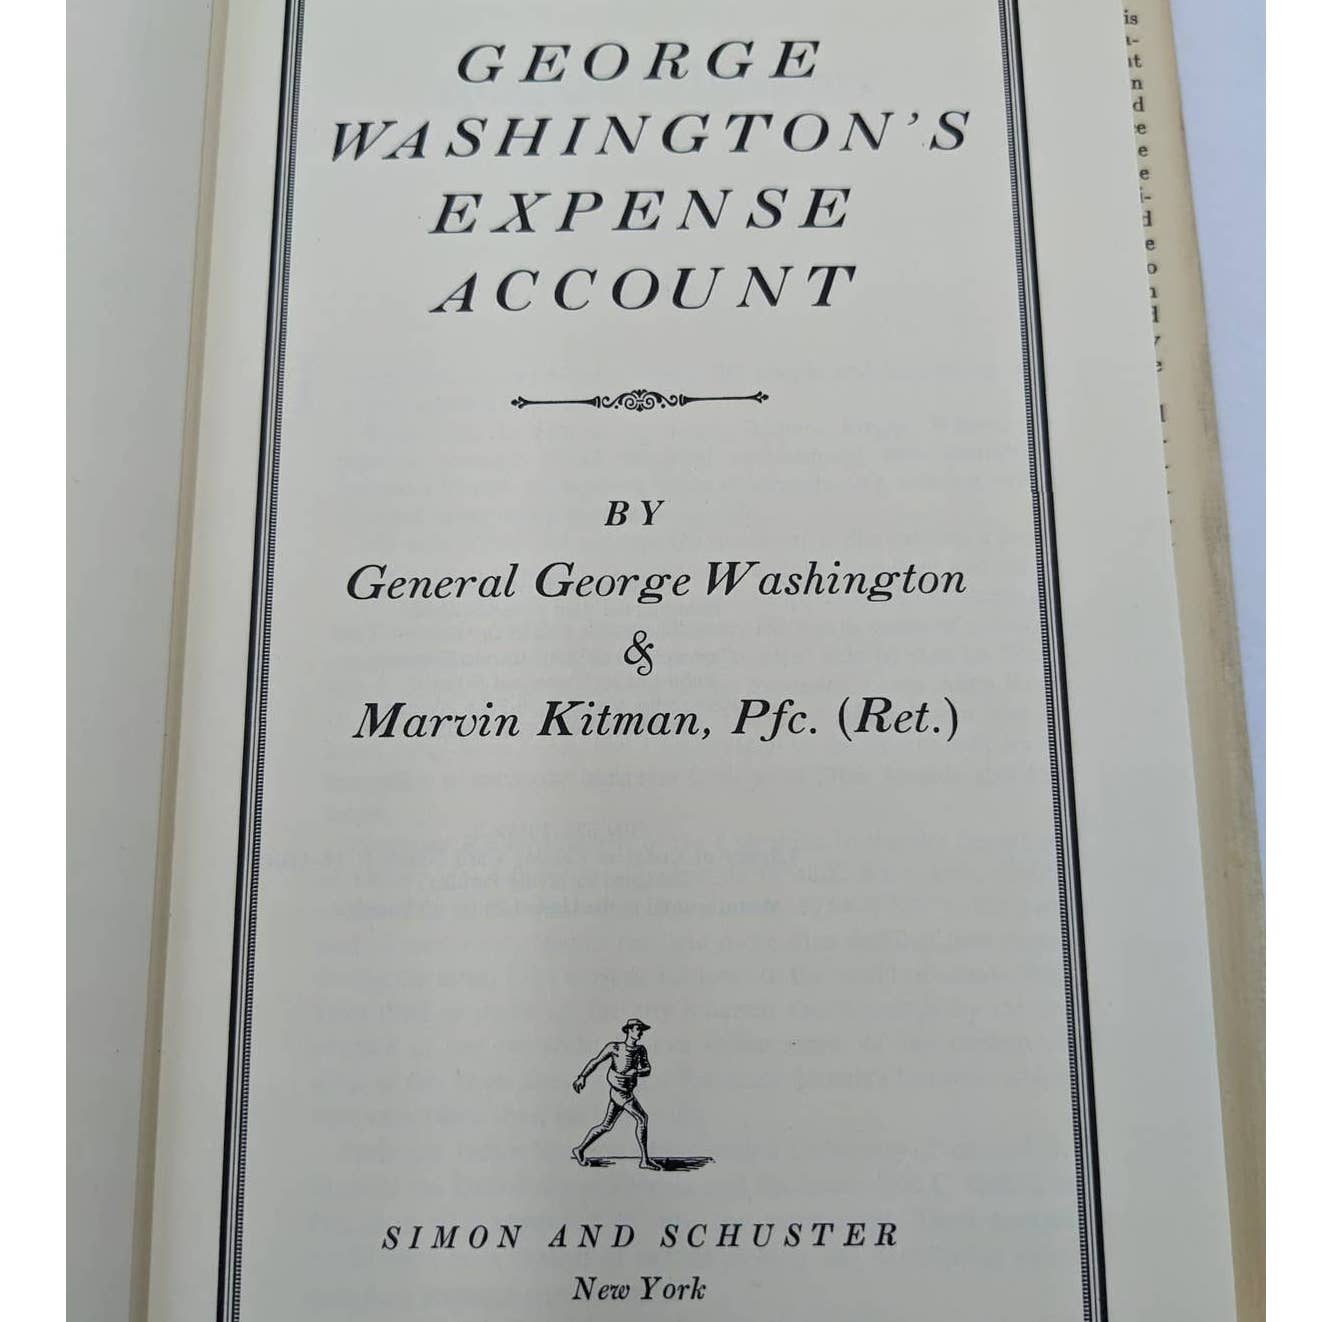 GEORGE
WASHINGTON'S
EXPENSE
ACCOUNT
BY
General George Washington
&
Marvin Kitman, Pfc. (Ret.)
SIMON AND SCHUSTER
New York